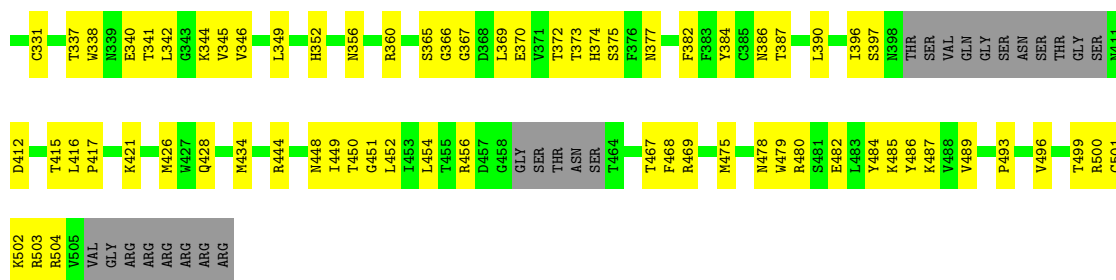 C331 T337 W338 N339 E340 T341 L342 G343 K344 V345 V346 L349 H352 N356 R360 S365 G366 G367 D368 L369 E370 V371 T372 T373 H374 S375 F376 N377 F382 F383 Y384 C385 N386 T387 L390 I396 S397 N398 THR SER VAL GLN GLY SER ASN SER THR GLY SER N411
D412 T415 L416 P417 K421 M426 W427 Q428 M434 R444 N448 I449 T450 G451 L452 I453 L454 T455 R456 D457 G458 GLY SER THR ASN SER T464 T467 F468 R469 M475 N478 W479 R480 S481 E482 L483 Y484 K485 Y486 K487 V488 V489 P493 V496 T499 R500
K502 R503 R504 V505 VAL GLY ARG ARG ARG ARG ARG ARG